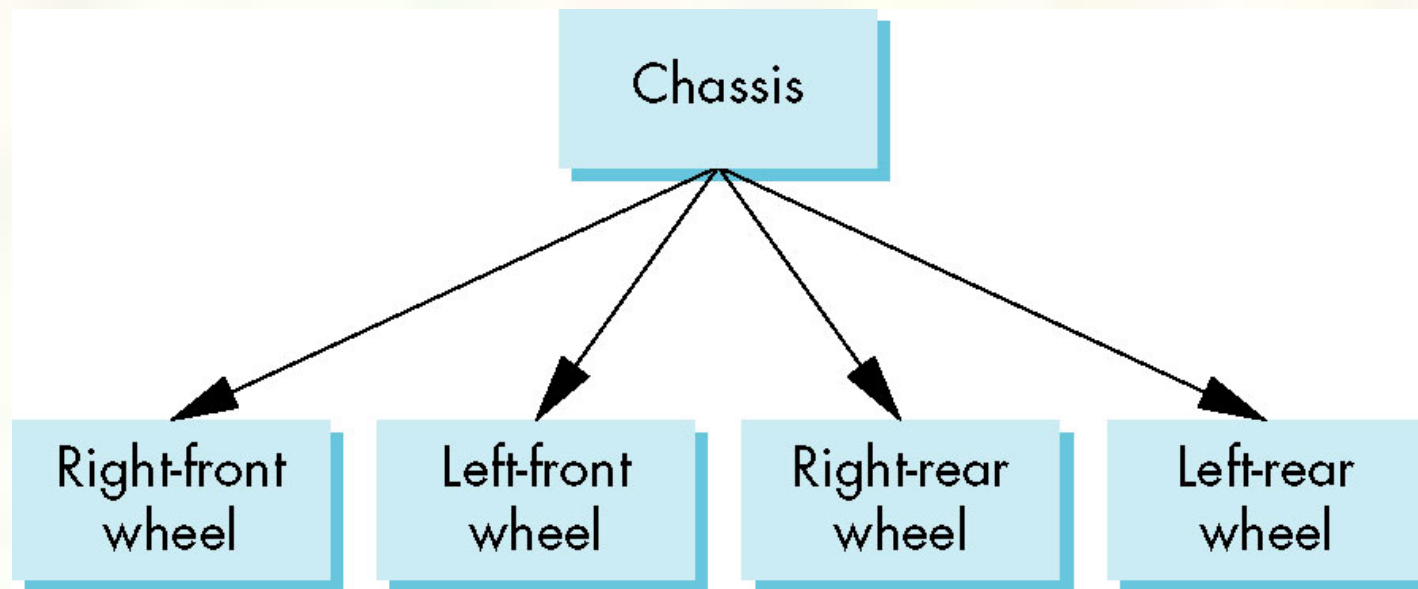 Chassis
Right-front
wheel
Left-front
wheel
Right-rear
wheel
Left-rear
wheel